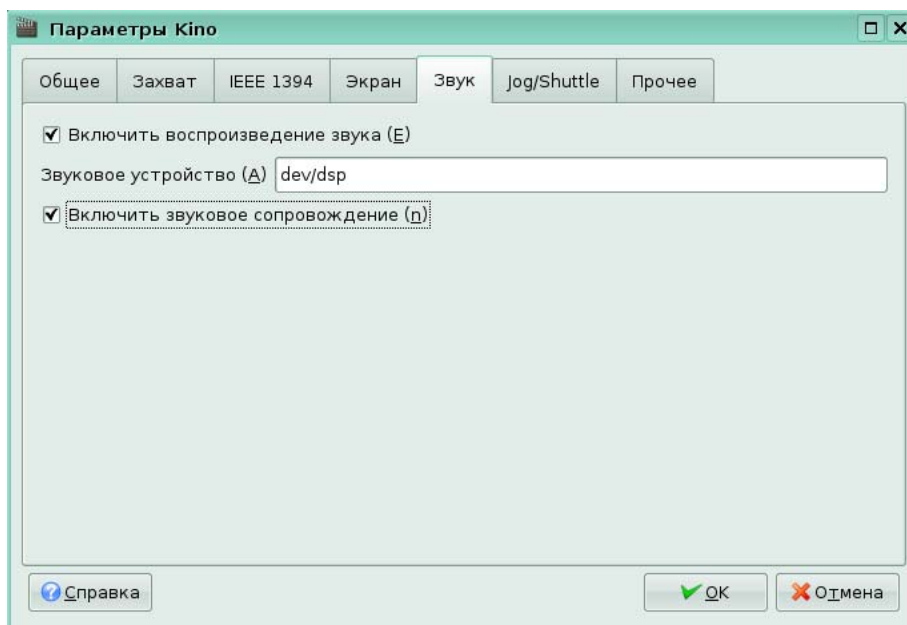 Параметры Kino
Общее Захват IEEE 1394 Экран Звук Jog/Shuttle Прочее
Включить воспроизведение звука (E)
Звуковое устройство (A) dev/dsp
Включить звуковое сопровождение (n)
Справка OK Отмена